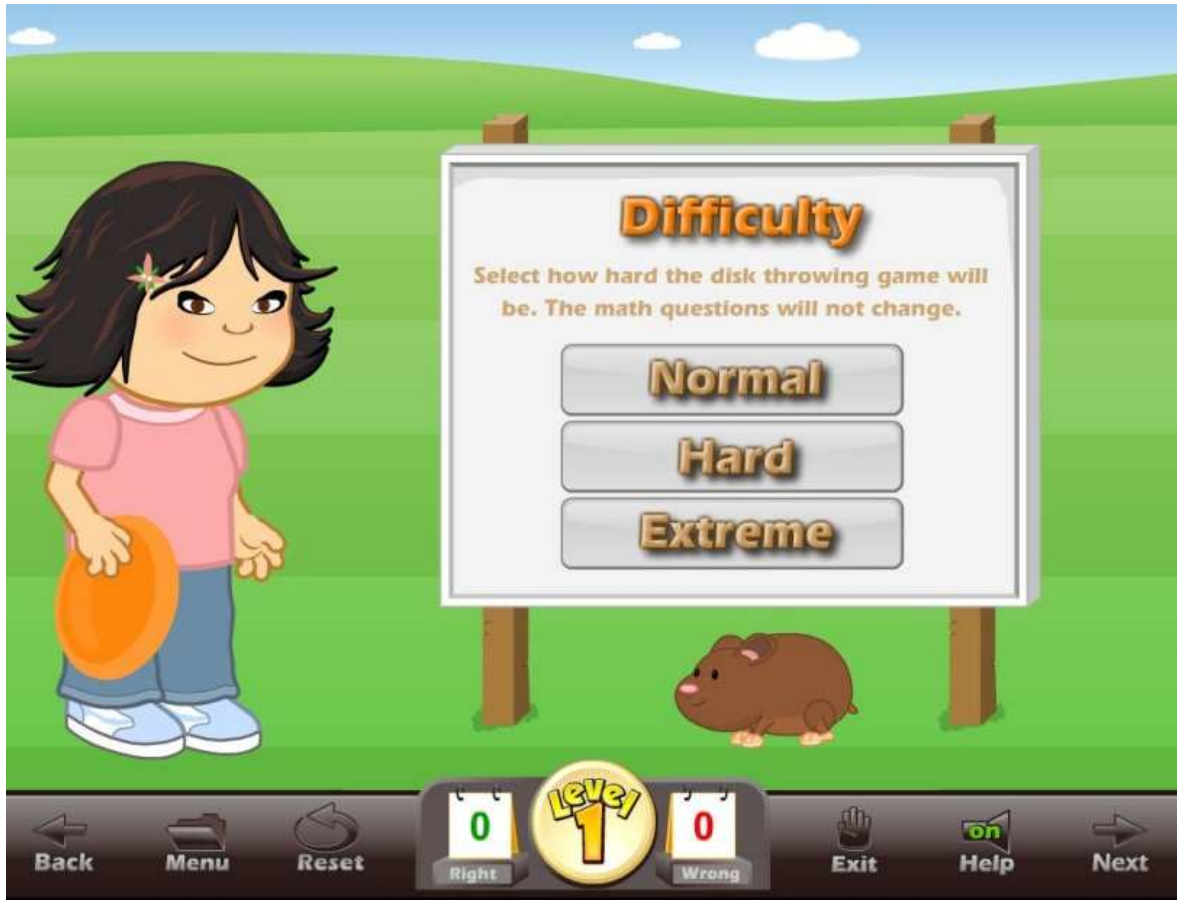 Difficulty
Select how hard the disk throwing game will
be. The math questions will not change.
Normal
Hard
Extreme
Back
Menu
Reset
0
Right
Level
1
0
Wrong
Exit
on
Help
Next